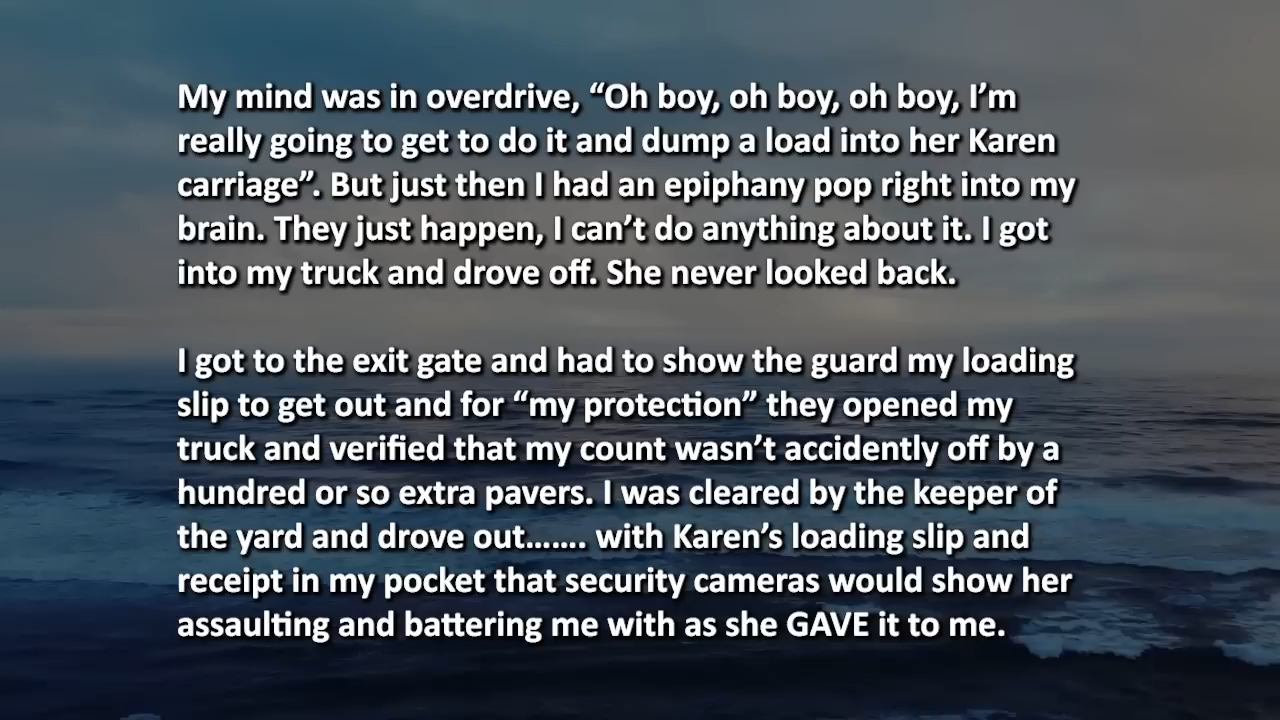 My mind was in overdrive, “Oh boy, oh boy, oh boy, I’m
really going to get to do it and dump a load into her Karen
carriage”. But just then I had an epiphany pop right into my
brain. They just happen, I can’t do anything about it. I got
into my truck and drove off. She never looked back.
I got to the exit gate and had to show the guard my loading
slip to get out and for “my protection” they opened my
truck and verified that my count wasn’t accidently off by a
hundred or so extra pavers. I was cleared by the keeper of
the yard and drove out……. with Karen’s loading slip and
receipt in my pocket that security cameras would show her
assaulting and battering me with as she GAVE it to me.